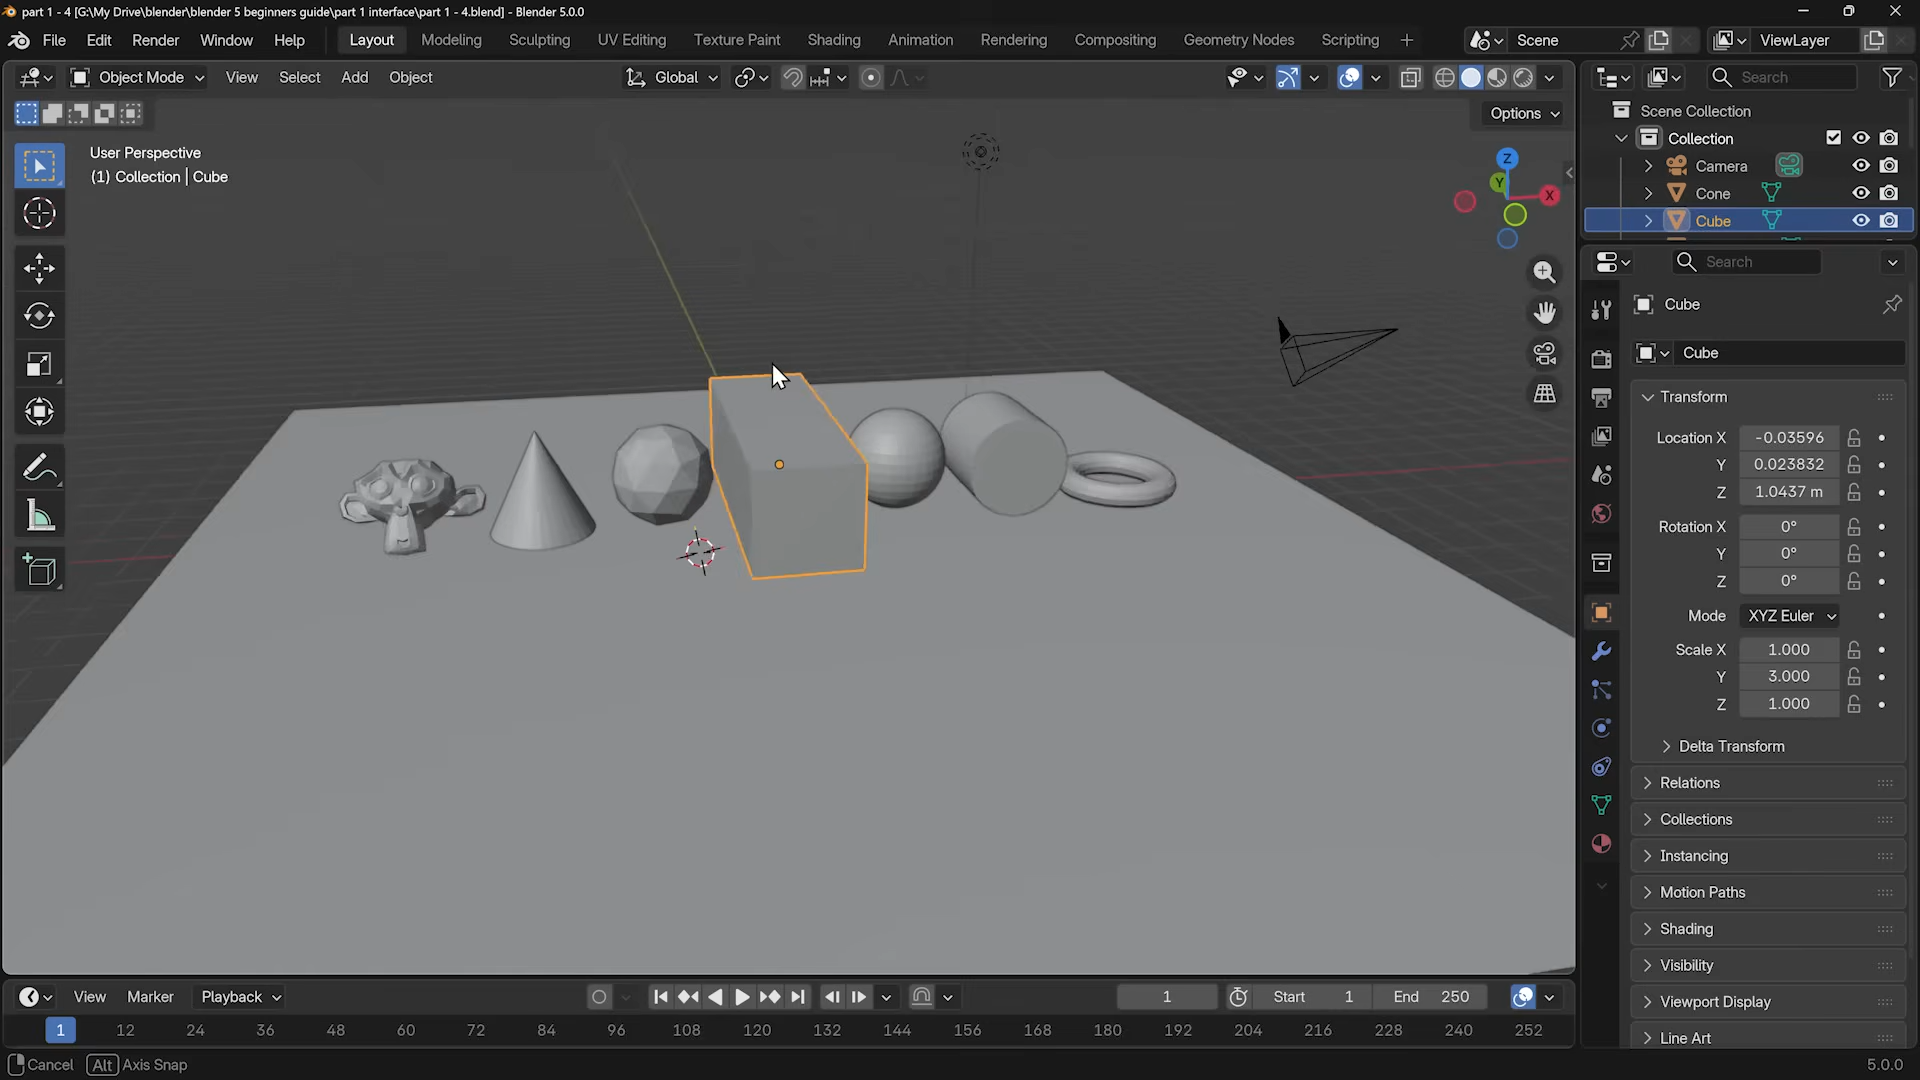 part 1 - 4 [G:\My Drive\blender\blender 5 beginners guide\part 1 interface\part 1 - 4.blend] - Blender 5.0.0
File Edit Render Window Help Layout Modeling Sculpting UV Editing Texture Paint Shading Animation Rendering Compositing Geometry Nodes Scripting + Scene ViewLayer
Object Mode View Select Add Object Global Search
Options
Scene Collection
Collection
Camera
Cone
Cube
User Perspective
(1) Collection | Cube
Z
Y
X
Search
Cube
Cube
Transform
Location X -0.03596
Y 0.023832
Z 1.0437 m
Rotation X 0°
Y 0°
Z 0°
Mode XYZ Euler
Scale X 1.000
Y 3.000
Z 1.000
Delta Transform
Relations
Collections
Instancing
Motion Paths
Shading
Visibility
Viewport Display
Line Art
View Marker Playback 1 Start 1 End 250
1 12 24 36 48 60 72 84 96 108 120 132 144 156 168 180 192 204 216 228 240 252
Cancel Alt Axis Snap 5.0.0